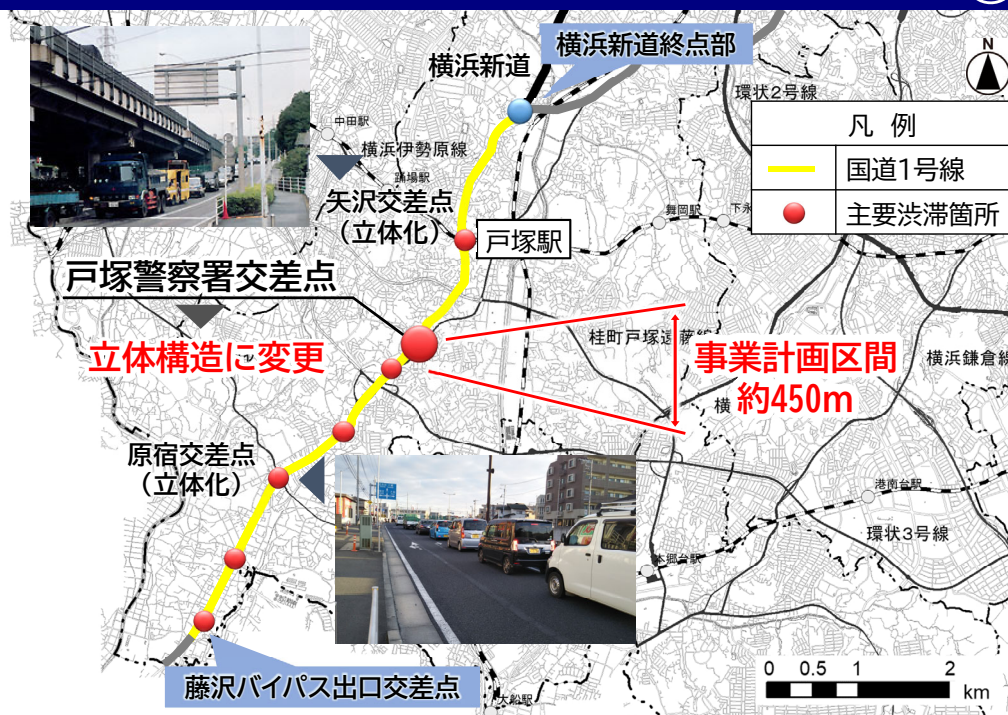 横浜新道終点部
横浜新道
N
環状2号線
凡 例
国道1号線
主要渋滞箇所
中田駅
横浜伊勢原線
踊場駅
矢沢交差点
（立体化）
戸塚駅
舞岡駅
下永
戸塚警察署交差点
立体構造に変更
桂町戸塚遠藤線
事業計画区間
約450m
横浜鎌倉線
横
原宿交差点
（立体化）
港南台駅
環状3号線
本郷台駅
藤沢バイパス出口交差点
大船駅
0 0.5 1 2
km